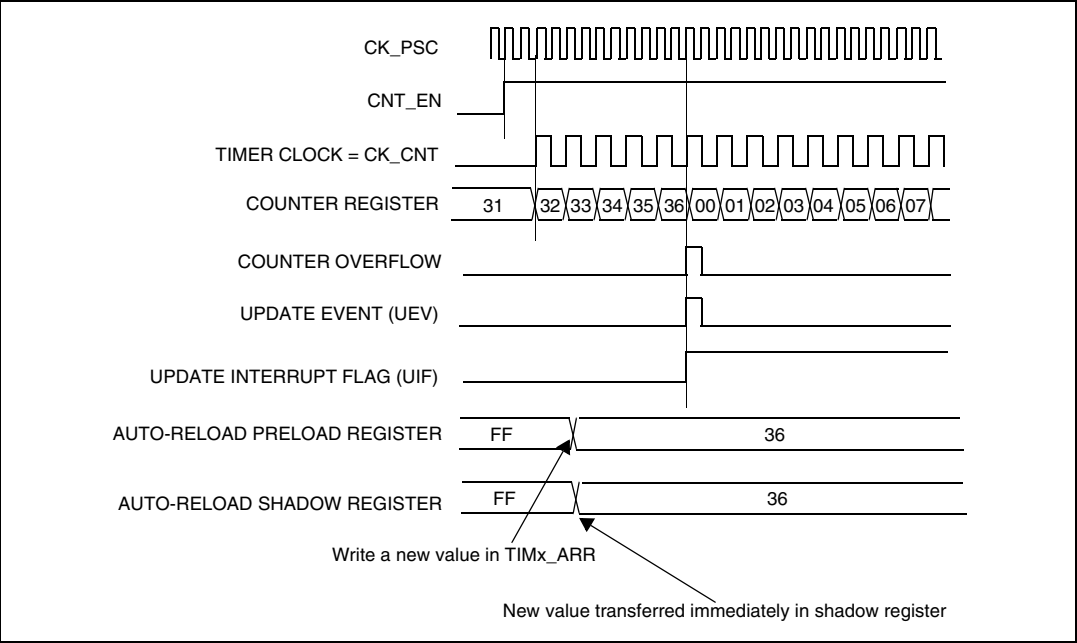 CK_PSC
CNT_EN
TIMER CLOCK = CK_CNT
COUNTER REGISTER 31 32 33 34 35 36 00 01 02 03 04 05 06 07
COUNTER OVERFLOW
UPDATE EVENT (UEV)
UPDATE INTERRUPT FLAG (UIF)
AUTO-RELOAD PRELOAD REGISTER FF 36
AUTO-RELOAD SHADOW REGISTER FF 36
Write a new value in TIMx_ARR
New value transferred immediately in shadow register